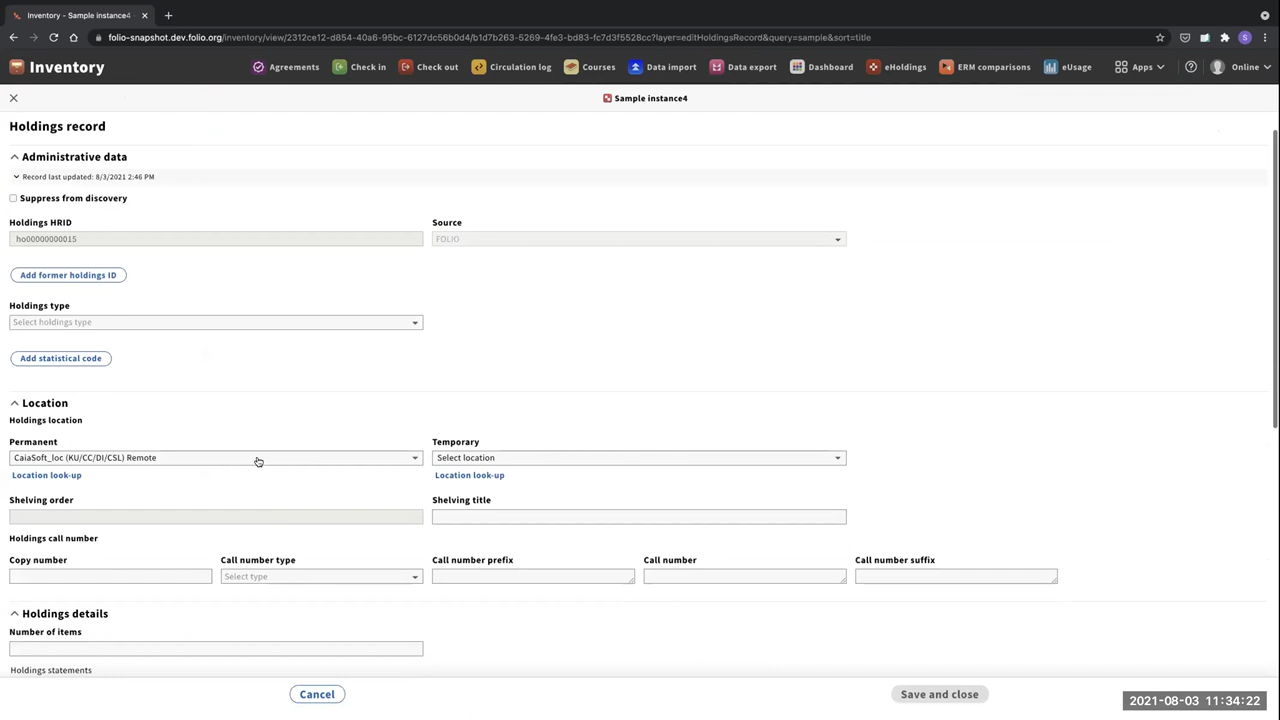 Inventory - Sample instance4 -
folio-snapshot.dev.folio.org/inventory/view/2312ce12-d854-40a6-95bc-6127dc56b0d4/b1d7b263-5269-4fe3-bd83-fc7d3f5528cc?layer=editHoldingsRecord&query=sample&sort=title
S
Inventory Agreements Check in Check out Circulation log Courses Data import Data export Dashboard eHoldings ERM comparisons eUsage Apps Online
Sample instance4
Holdings record
Administrative data
Record last updated: 8/3/2021 2:46 PM
Suppress from discovery
Holdings HRID Source
ho00000000015 FOLIO
Add former holdings ID
Holdings type
Select holdings type
Add statistical code
Location
Holdings location
Permanent Temporary
CaiaSoft_loc (KU/CC/DI/CSL) Remote Select location
Location look-up Location look-up
Shelving order Shelving title
Holdings call number
Copy number Call number type Call number prefix Call number Call number suffix
Select type
Holdings details
Number of items
Holdings statements
Cancel Save and close
2021-08-03 11:34:22